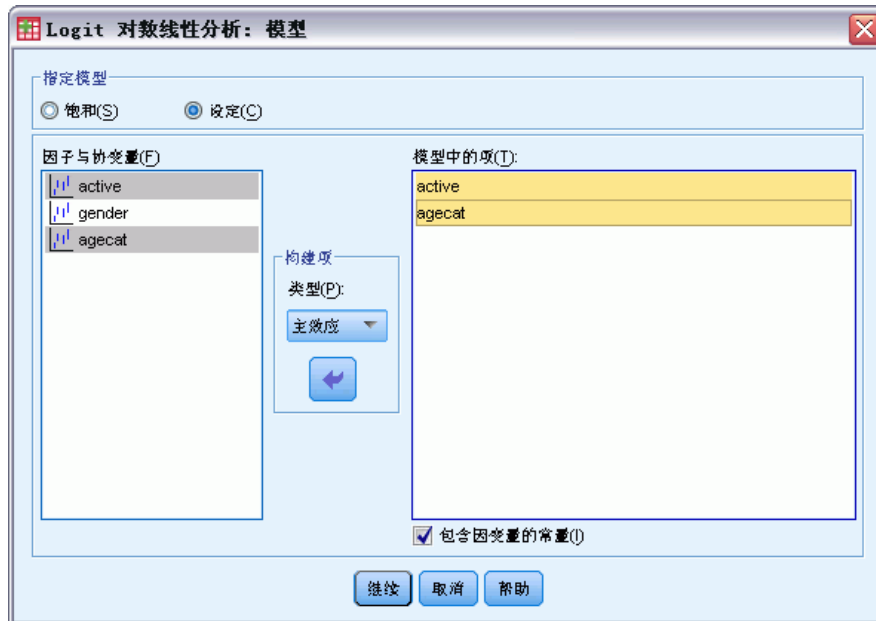 Logit 对数线性分析: 模型
指定模型
饱和(S)
设定(C)
因子与协变量(F)
active
gender
agecat
构建项
类型(P):
主效应
模型中的项(T):
active
agecat
包含因变量的常量(I)
继续
取消
帮助